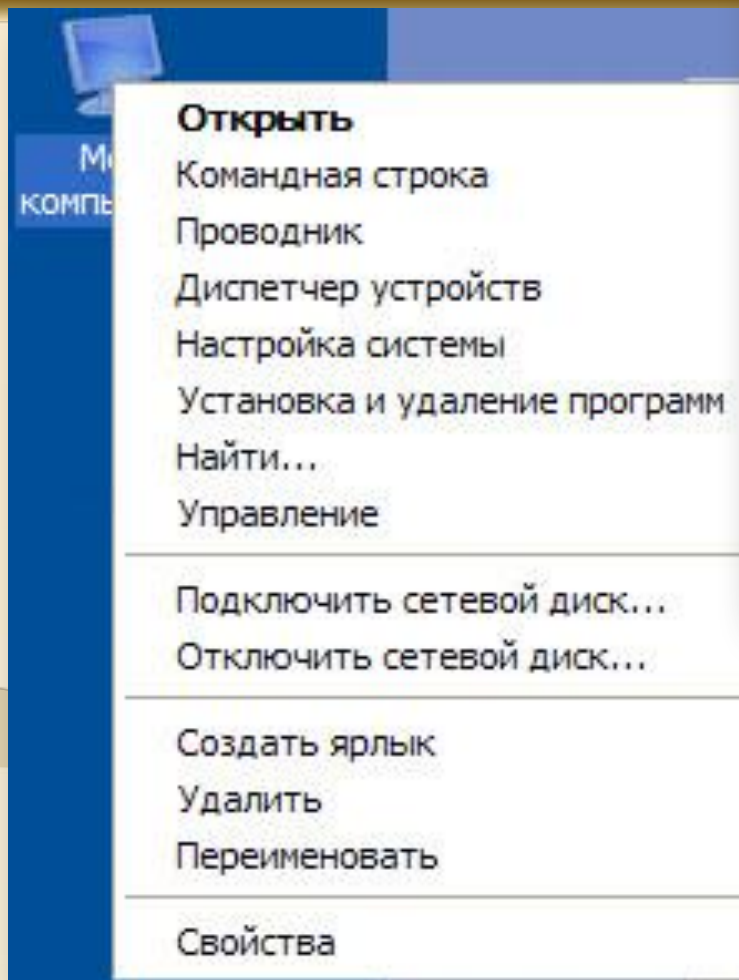 Открыть
Командная строка
Проводник
Диспетчер устройств
Настройка системы
Установка и удаление программ
Найти...
Управление
Подключить сетевой диск...
Отключить сетевой диск...
Создать ярлык
Удалить
Переименовать
Свойства